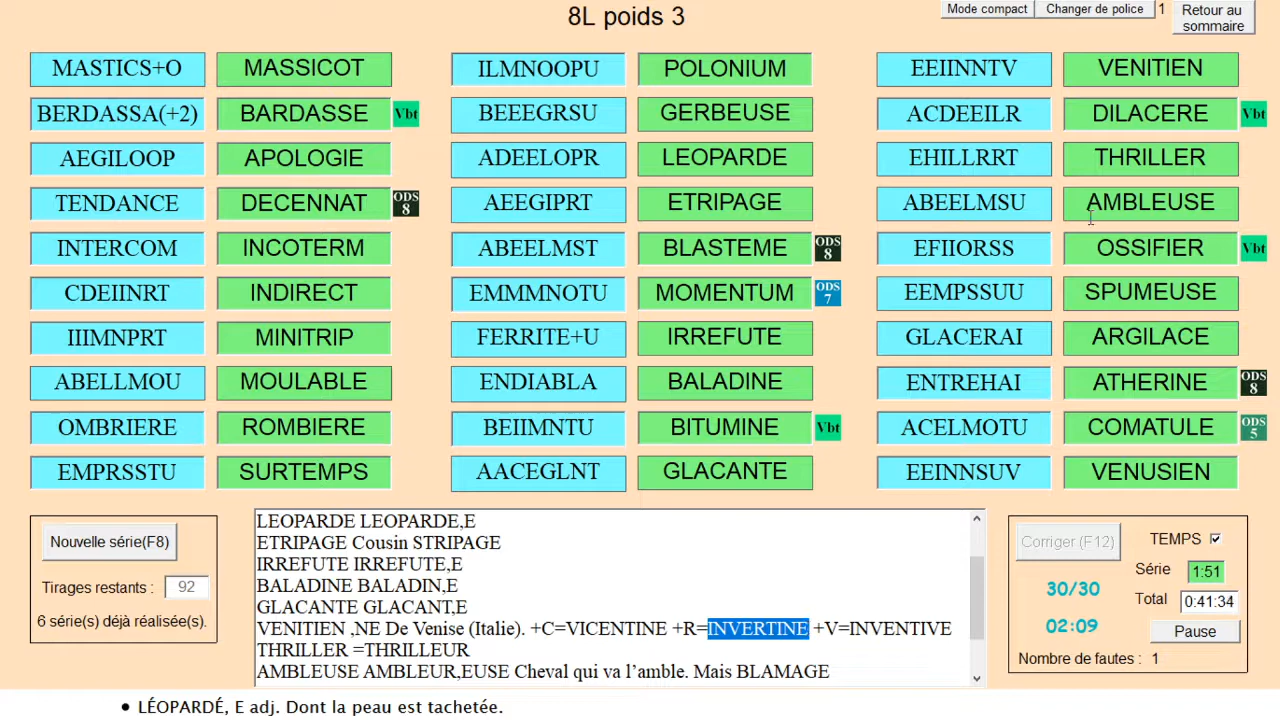 8L poids 3
Mode compact Changer de police 1 Retour au sommaire
MASTICS+O MASSICOT ILMNOOPU POLONIUM EEIINNTV VENITIEN
BERDASSA(+2) BARDASSE Vbt BEEEGRSU GERBEUSE ACDEEILR DILACERE Vbt
AEGILOOP APOLOGIE ADEELOPR LEOPARDE EHILLRRT THRILLER
TENDANCE DECENNAT ODS 8 AEEGIPRT ETRIPAGE ABEELMSU AMBLEUSE
INTERCOM INCOTERM ABEELMST BLASTEME ODS 8 EFIIORSS OSSIFIER Vbt
CDEIINRT INDIRECT EMMMNOTU MOMENTUM ODS 7 EEMPSSUU SPUMEUSE
IIIMNPRT MINITRIP FERRITE+U IRREFUTE GLACERAI ARGILACE
ABELLMOU MOULABLE ENDIABLA BALADINE ENTREHAI ATHERINE ODS 8
OMBRIERE ROMBIERE BEIIMNTU BITUMINE Vbt ACELMOTU COMATULE ODS 5
EMPRSSTU SURTEMPS AACEGLNT GLACANTE EEINNSUV VENUSIEN
Nouvelle série(F8)
Tirages restants : 92
6 série(s) déjà réalisée(s).
LEOPARDE LEOPARDE,E
ETRIPAGE Cousin STRIPAGE
IRREFUTE IRREFUTE,E
BALADINE BALADIN,E
GLACANTE GLACANT,E
VENITIEN ,NE De Venise (Italie). +C=VICENTINE +R=INVERTINE +V=INVENTIVE
THRILLER =THRILLEUR
AMBLEUSE AMBLEUR,EUSE Cheval qui va l’amble. Mais BLAMAGE
Corriger (F12) TEMPS
Série 1:51
30/30
Total 0:41:34
02:09 Pause
Nombre de fautes : 1
• LÉOPARDÉ, E adj. Dont la peau est tachetée.